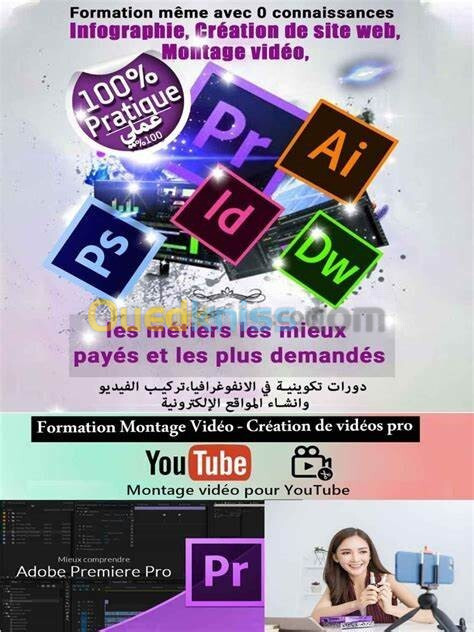 Formation même avec 0 connaissances
Infographie, Création de site web,
Montage vidéo,
100%
Pratique
عملي
%100
Pr
Ai
Id
Ps
Dw
Ouedkniss.com
les métiers les mieux
payés et les plus demandés
دورات تكوينية في الانفوغرافيا،تركيب الفيديو
وانشاء المواقع الإلكترونية
Formation Montage Vidéo - Création de vidéos pro
YouTube
Montage vidéo pour YouTube
Mieux comprendre
Adobe Premiere Pro
Pr